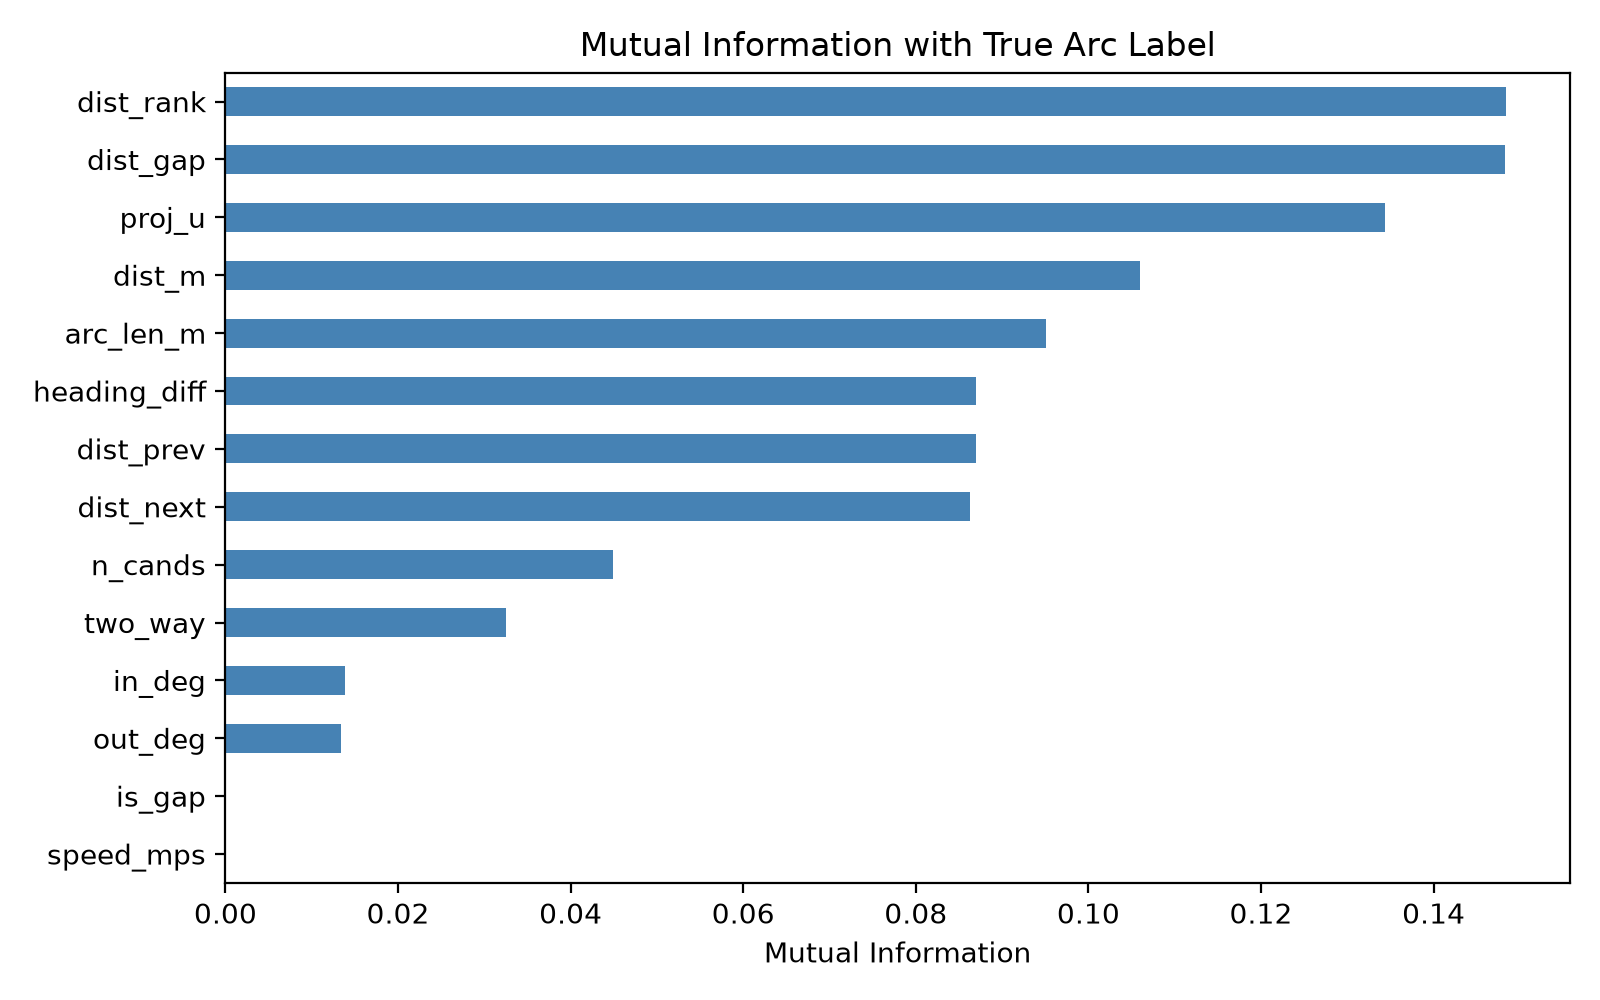 Mutual Information with True Arc Label
dist_rank
dist_gap
proj_u
dist_m
arc_len_m
heading_diff
dist_prev
dist_next
n_cands
two_way
in_deg
out_deg
is_gap
speed_mps
0.00 0.02 0.04 0.06 0.08 0.10 0.12 0.14
Mutual Information